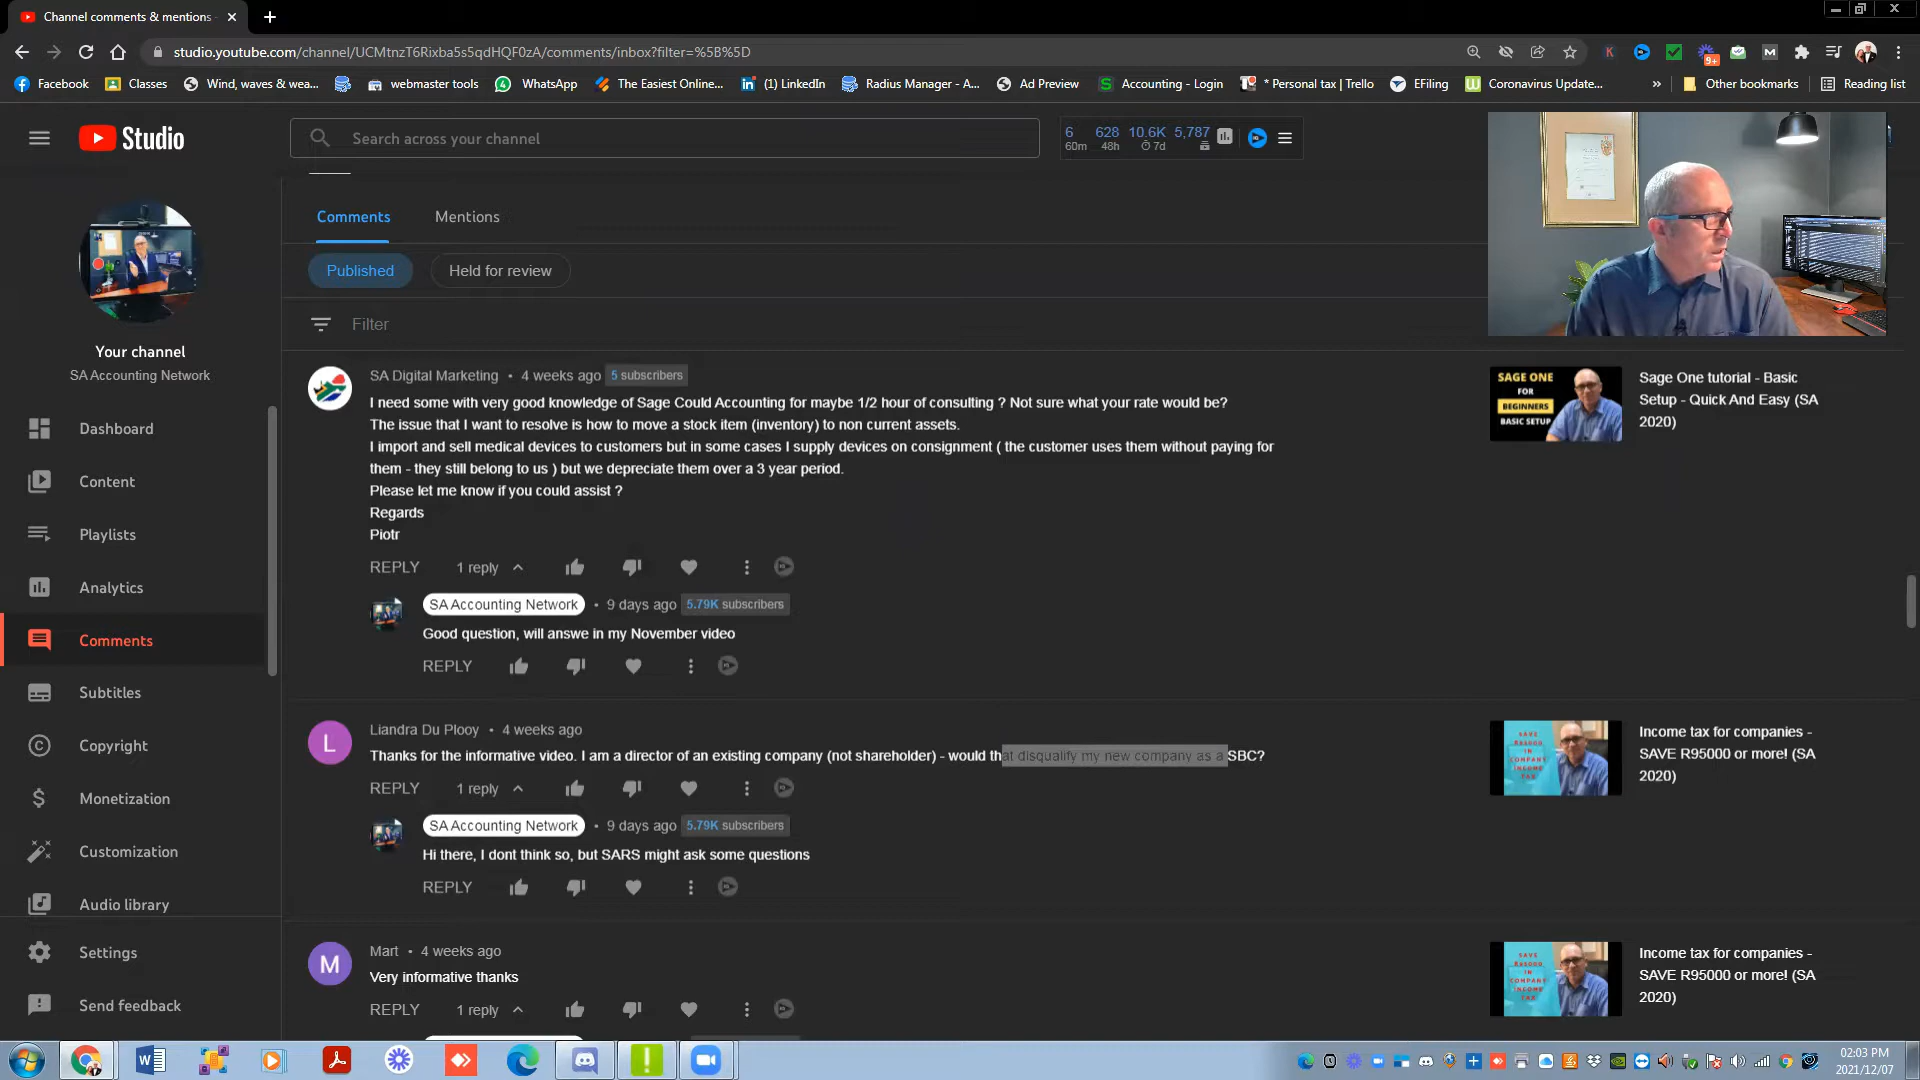 Channel comments & mentions
studio.youtube.com/channel/UCMtnzT6Rixba5s5qdHQF0zA/comments/inbox?filter=%5B%5D
Facebook Classes Wind, waves & wea... webmaster tools WhatsApp The Easiest Online... (1) LinkedIn Radius Manager - A... Ad Preview Accounting - Login * Personal tax | Trello EFiling Coronavirus Update... » Other bookmarks Reading list
Studio
Search across your channel
6 628 10.6K 5,787
60m 48h 7d
9+
Your channel
SA Accounting Network
Dashboard
Content
Playlists
Analytics
Comments
Subtitles
Copyright
Monetization
Customization
Audio library
Settings
Send feedback
Comments Mentions
Published Held for review
Filter
SA Digital Marketing • 4 weeks ago 5 subscribers
I need some with very good knowledge of Sage Could Accounting for maybe 1/2 hour of consulting ? Not sure what your rate would be?
The issue that I want to resolve is how to move a stock item (inventory) to non current assets.
I import and sell medical devices to customers but in some cases I supply devices on consignment ( the customer uses them without paying for
them - they still belong to us ) but we depreciate them over a 3 year period.
Please let me know if you could assist ?
Regards
Piotr
REPLY 1 reply
SA Accounting Network • 9 days ago 5.79K subscribers
Good question, will answe in my November video
REPLY
SAGE ONE
FOR
BEGINNERS
BASIC SETUP
Sage One tutorial - Basic
Setup - Quick And Easy (SA
2020)
L
Liandra Du Plooy • 4 weeks ago
Thanks for the informative video. I am a director of an existing company (not shareholder) - would that disqualify my new company as a SBC?
REPLY 1 reply
SA Accounting Network • 9 days ago 5.79K subscribers
Hi there, I dont think so, but SARS might ask some questions
REPLY
SAVE
R95000
IN
COMPANY
INCOME
TAX
Income tax for companies -
SAVE R95000 or more! (SA
2020)
M
Mart • 4 weeks ago
Very informative thanks
REPLY 1 reply
SAVE
R95000
IN
COMPANY
INCOME
TAX
Income tax for companies -
SAVE R95000 or more! (SA
2020)
02:03 PM
2021/12/07